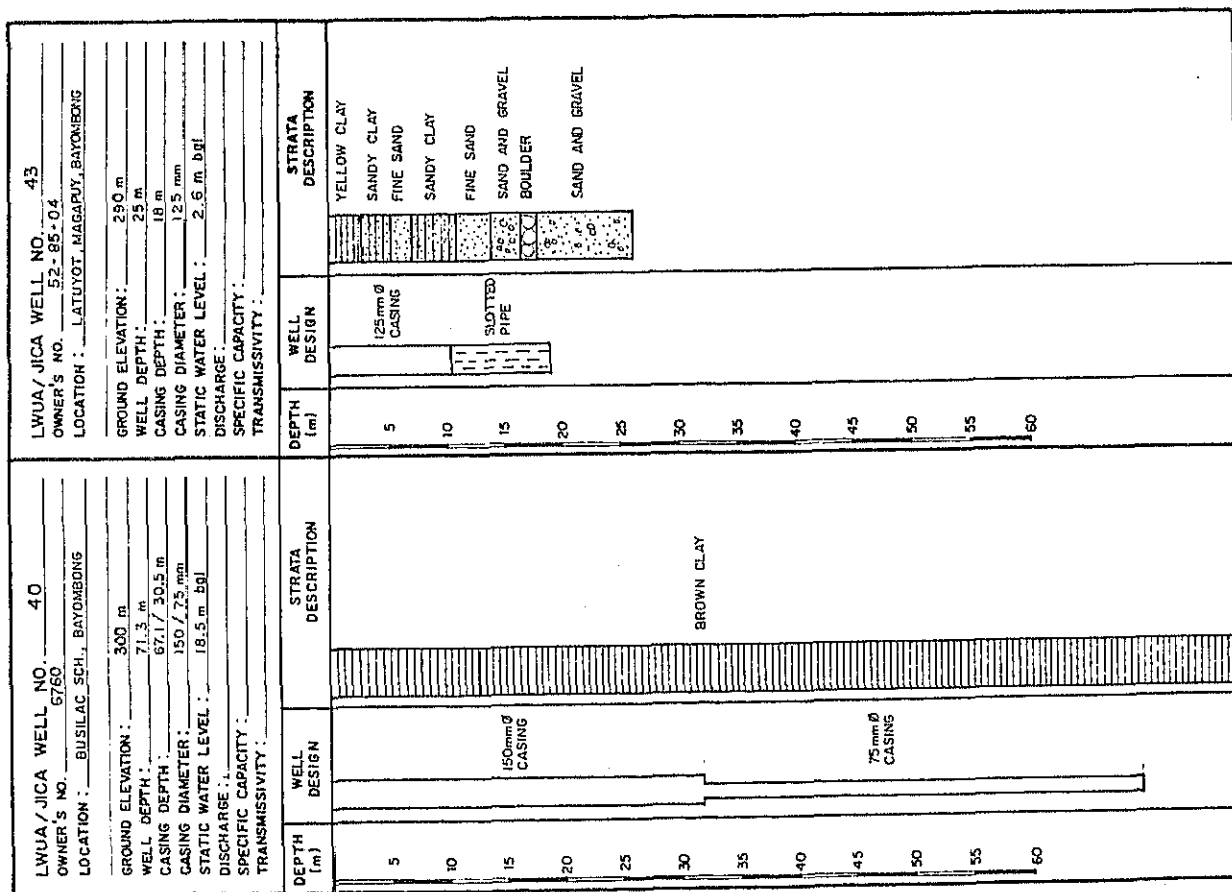 LWUA/JICA WELL NO. 40
OWNER'S NO. 6760
LOCATION: BUSILAC SCH., BAYOMBONG
GROUND ELEVATION: 300 m
WELL DEPTH: 71.3 m
CASING DEPTH: 67.1/30.5 m
CASING DIAMETER: 150/75 mm
STATIC WATER LEVEL: 18.5 m bgl
DISCHARGE:
SPECIFIC CAPACITY:
TRANSMISSIVITY:
DEPTH
(m)
WELL
DESIGN
STRATA
DESCRIPTION
5
10
15
20
25
31
35
40
45
50
55
60
150mm Ø
CASING
75mm Ø
CASING
BROWN CLAY
LWUA/JICA WELL NO. 43
OWNER'S NO. 52-85-04
LOCATION: LATUYOT, MAGAPUY, BAYOMBONG
GROUND ELEVATION: 290 m
WELL DEPTH: 25 m
CASING DEPTH: 18 m
CASING DIAMETER: 125 mm
STATIC WATER LEVEL: 2.6 m bgl
DISCHARGE:
SPECIFIC CAPACITY:
TRANSMISSIVITY:
DEPTH
(m)
WELL
DESIGN
STRATA
DESCRIPTION
5
10
15
20
25
31
35
40
45
50
55
60
125mm Ø
CASING
SLOTTED
PIPE
YELLOW CLAY
SANDY CLAY
FINE SAND
SANDY CLAY
FINE SAND
SAND AND GRAVEL
BOULDER
SAND AND GRAVEL